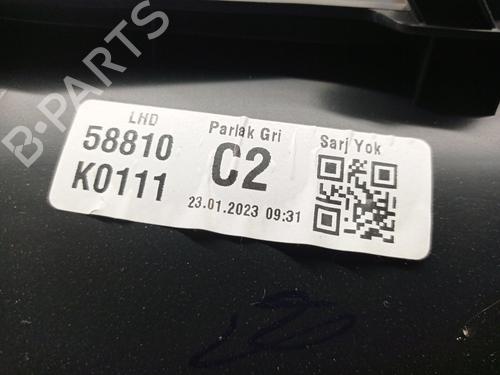 B-PARTS
LHD
58810
K0111
Parlak Gri
C2
23.01.2023 09:31
Sarj Yok